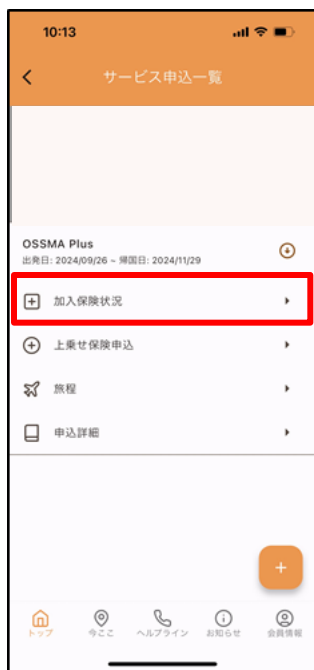 10:13
サービス申込一覧
OSSMA Plus
出発日: 2024/09/26 ~ 帰国日: 2024/11/29
加入保険状況
上乗せ保険申込
旅程
申込詳細
+
トップ
今ここ
ヘルプライン
お知らせ
会員情報